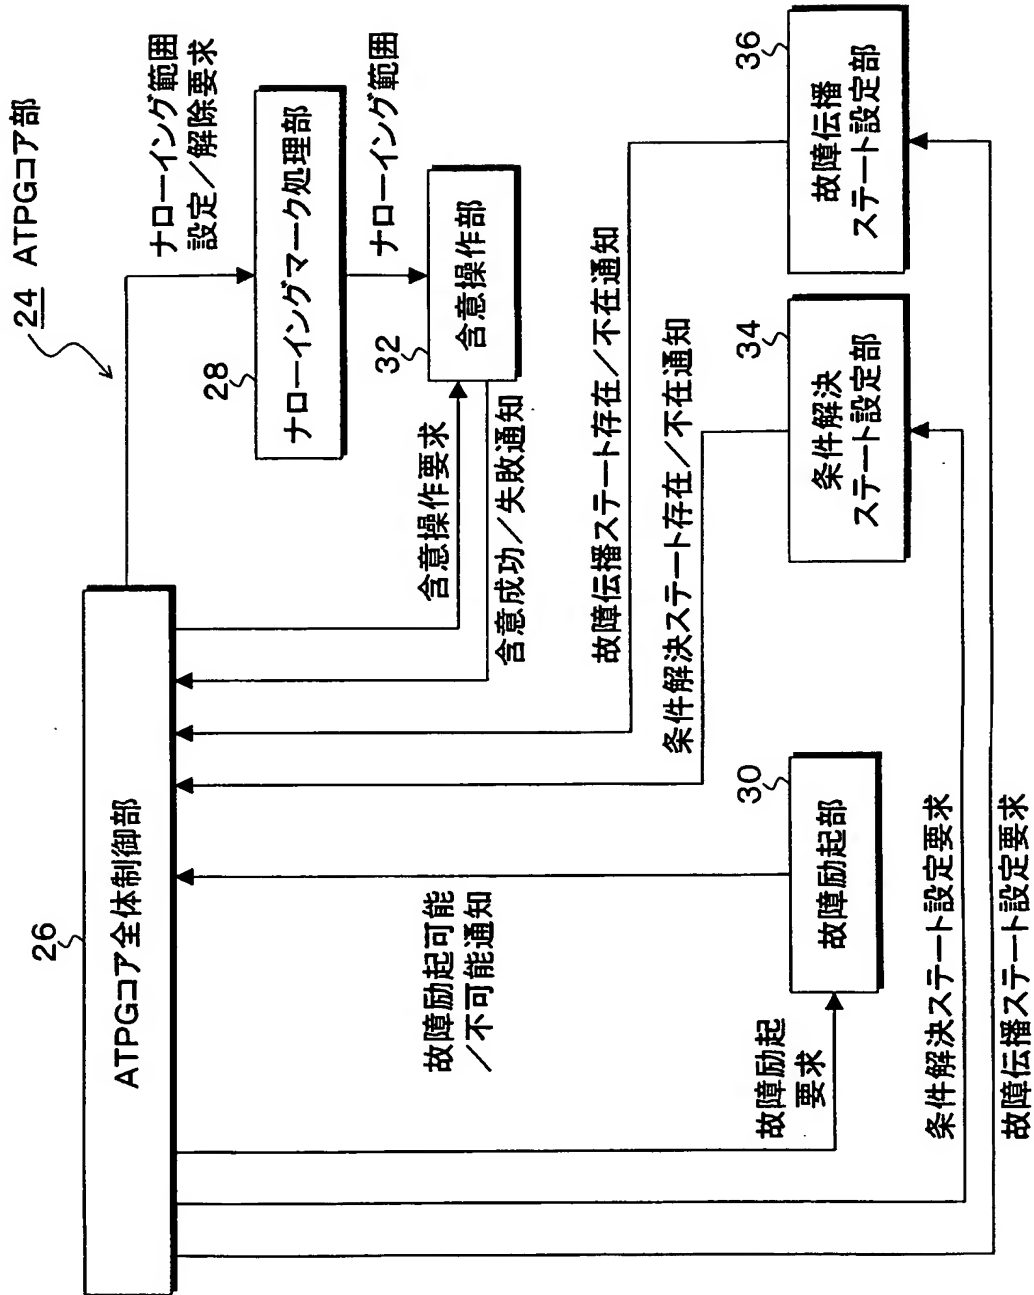 24 ATPGコア部
26
ATPGコア全体制御部
ナローイング範囲
設定／解除要求
28
ナローイングマーク処理部
ナローイング範囲
32
含意操作部
含意操作要求
含意成功／失敗通知
故障伝播ステート存在／不在通知
条件解決ステート存在／不在通知
故障励起可能
／不可能通知
故障励起
要求
30
故障励起部
34
条件解決
ステート設定部
36
故障伝播
ステート設定部
条件解決ステート設定要求
故障伝播ステート設定要求